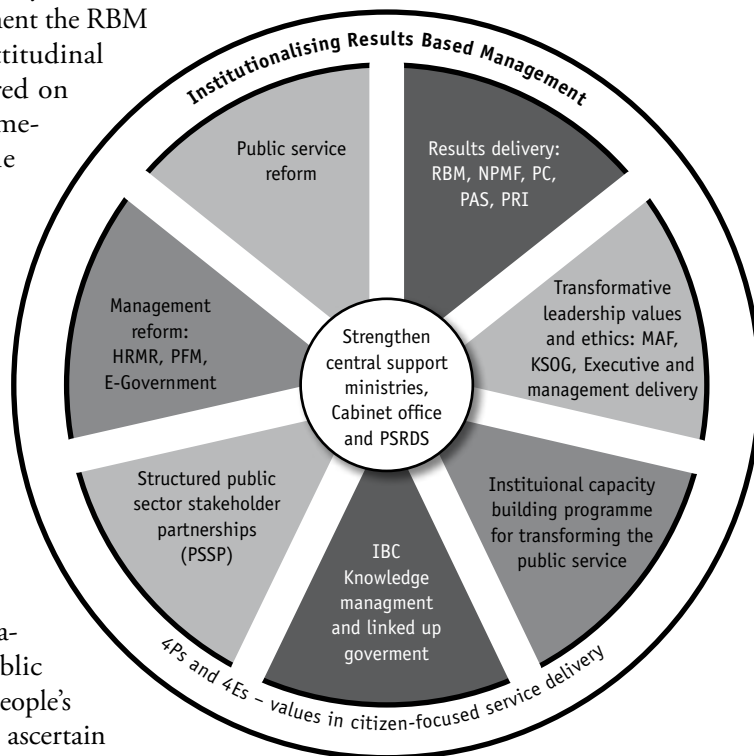 ment the RBM
ttitudinal
ed on
me-
e
Institutionalising Results Based Management
Public service
reform
Results delivery:
RBM, NPMF, PC,
PAS, PRI
Transformative
leadership values
and ethics: MAF,
KSOG, Executive and
management delivery
Instituional capacity
building programme
for transforming the
public service
IBC
Knowledge
managment
and linked up
goverment
Structured public
sector stakeholder
partnerships
(PSSP)
Management
reform:
HRMR, PFM,
E-Government
Strengthen
central support
ministries,
Cabinet office
and PSRDS
4Ps and 4Es – values in citizen-focused service delivery
a-
blic
eople's
ascertain